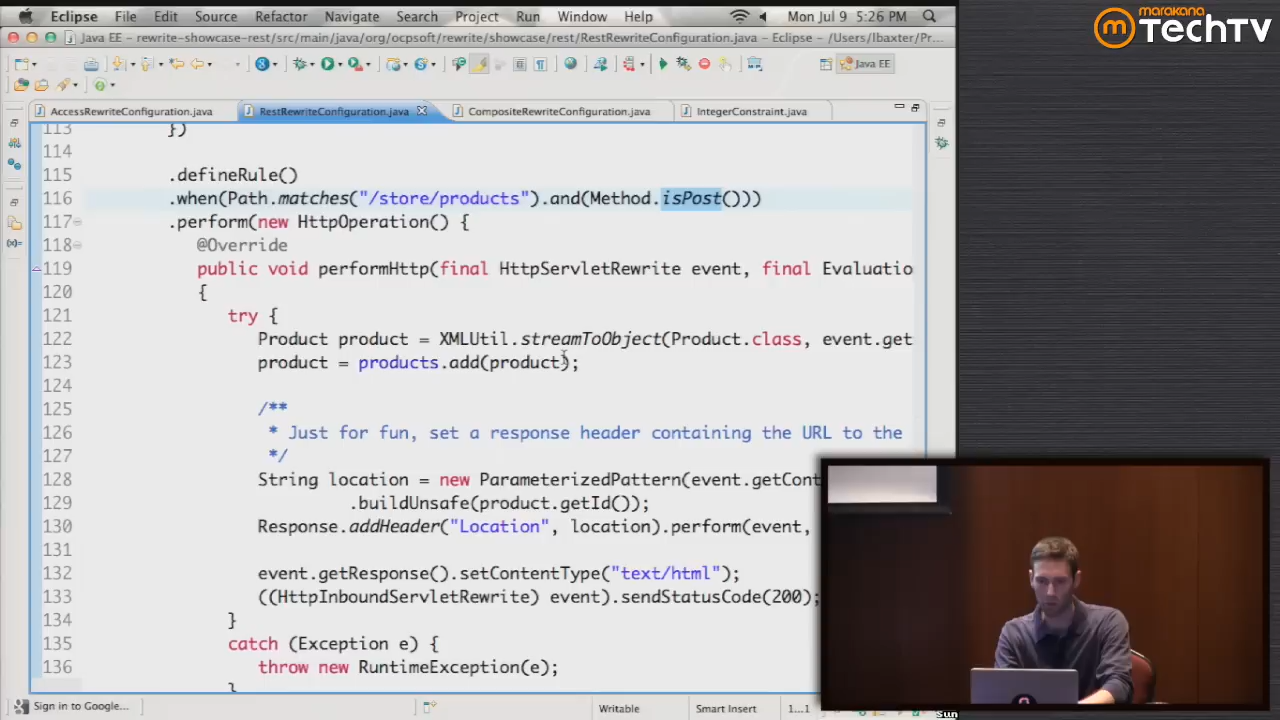 Eclipse File Edit Source Refactor Navigate Search Project Run Window Help Mon Jul 9 5:26 PM
marakana
TechTV
Java EE - rewrite-showcase-rest/src/main/java/org/ocpsoft/rewrite/showcase/rest/RestRewriteConfiguration.java - Eclipse - /Users/lbaxter/Pr...
Java EE
AccessRewriteConfiguration.java RestRewriteConfiguration.java CompositeRewriteConfiguration.java IntegerConstraint.java
113 })
114
115 .defineRule()
116 .when(Path.matches("/store/products").and(Method.isPost()))
117 .perform(new HttpOperation() {
118 @Override
119 public void performHttp(final HttpServletRewrite event, final Evaluatio
120 {
121 try {
122 Product product = XMLUtil.streamToObject(Product.class, event.get
123 product = products.add(product);
124
125 /**
126 * Just for fun, set a response header containing the URL to the
127 */
128 String location = new ParameterizedPattern(event.getCont
129 .buildUnsafe(product.getId());
130 Response.addHeader("Location", location).perform(event,
131
132 event.getResponse().setContentType("text/html");
133 ((HttpInboundServletRewrite) event).sendStatusCode(200);
134 }
135 catch (Exception e) {
136 throw new RuntimeException(e);
}
Sign in to Google... Writable Smart Insert 1...1
Sun